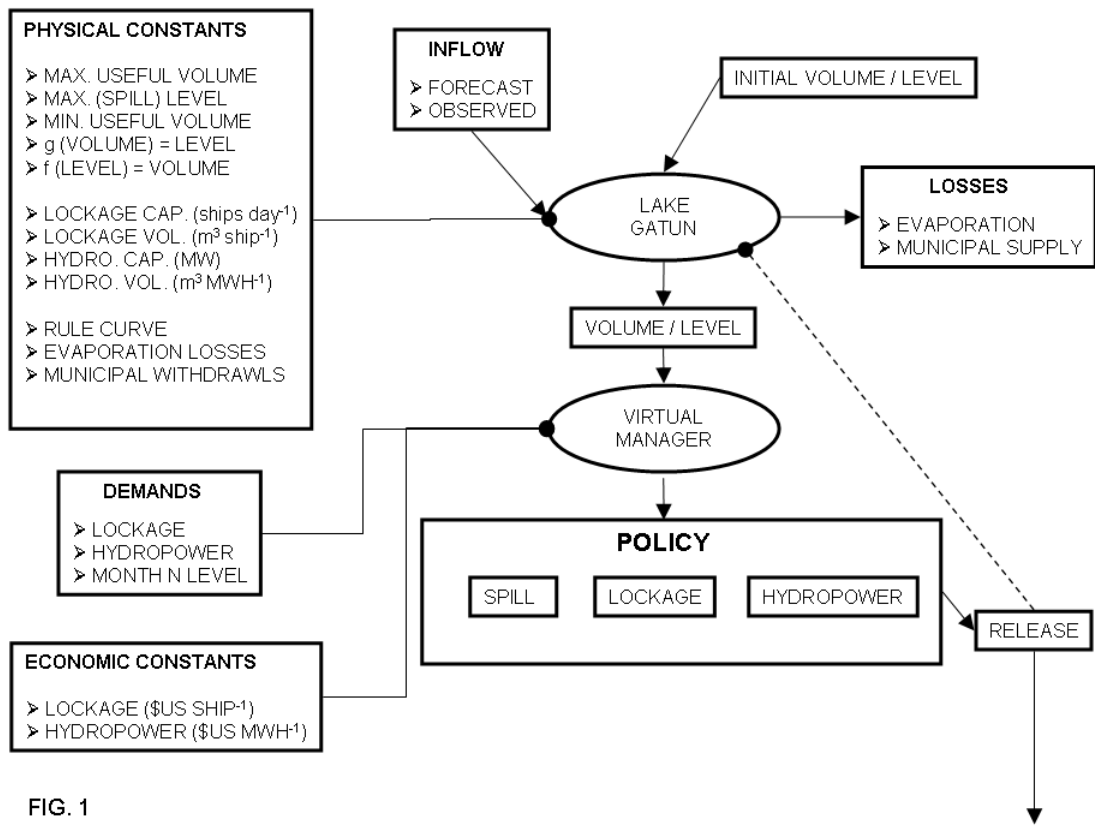 PHYSICAL CONSTANTS
➢ MAX. USEFUL VOLUME
➢ MAX. (SPILL) LEVEL
➢ MIN. USEFUL VOLUME
➢ g (VOLUME) = LEVEL
➢ f (LEVEL) = VOLUME
➢ LOCKAGE CAP. (ships day⁻¹)
➢ LOCKAGE VOL. (m³ ship⁻¹)
➢ HYDRO. CAP. (MW)
➢ HYDRO. VOL. (m³ MWH⁻¹)
➢ RULE CURVE
➢ EVAPORATION LOSSES
➢ MUNICIPAL WITHDRAWLS
INFLOW
➢ FORECAST
➢ OBSERVED
INITIAL VOLUME / LEVEL
LAKE
GATUN
LOSSES
➢ EVAPORATION
➢ MUNICIPAL SUPPLY
VOLUME / LEVEL
VIRTUAL
MANAGER
DEMANDS
➢ LOCKAGE
➢ HYDROPOWER
➢ MONTH N LEVEL
POLICY
SPILL
LOCKAGE
HYDROPOWER
RELEASE
ECONOMIC CONSTANTS
➢ LOCKAGE ($US SHIP⁻¹)
➢ HYDROPOWER ($US MWH⁻¹)
FIG. 1